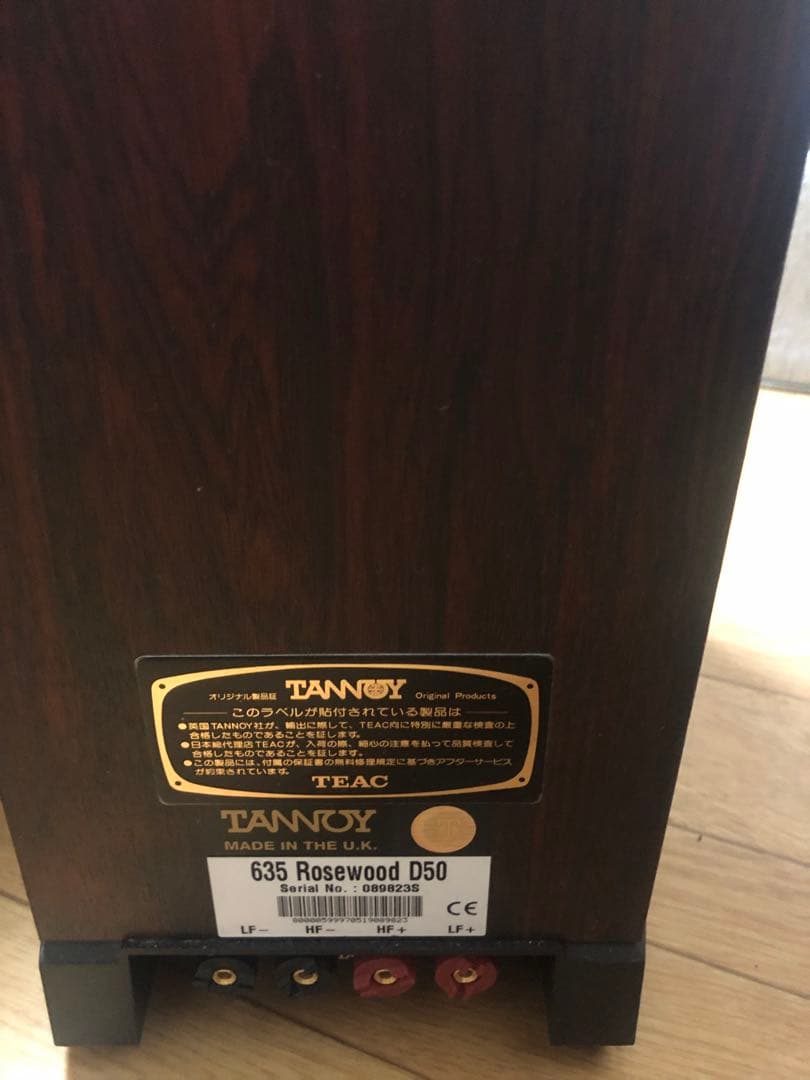 オリジナル製品証 TANNOY Original Products
このラベルが貼付されている製品は
●英国TANNOY社が、輸出に際して、TEAC向に特別に厳重な検査の上
合格したものであることを証します。
●日本総代理店TEACが、入荷の際、細心の注意を払って品質検査して
合格したものであることを証します。
●この製品には、付属の保証書の無料修理規定に基づきアフターサービス
が約束されています。
TEAC
TANNOY
MADE IN THE U.K.
635 Rosewood D50
Serial No. : 089823S
80000599970519089823
CE
LF- HF- HF+ LF+